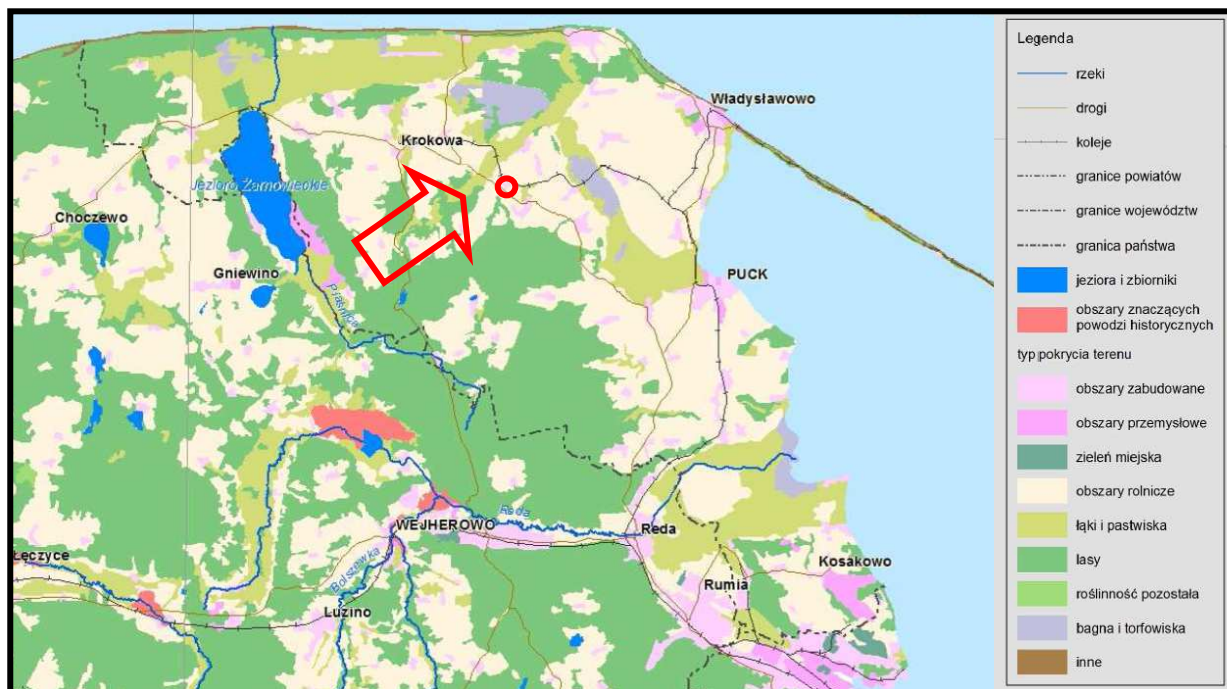 Władysławowo
Krokowa
Jezioro Żarnowieckie
Choczewo
Gniewino
PUCK
Piaśnica
WEJHEROWO
Reda
Reda
Bolszewka
Łęczyce
Luzino
Rumia
Kosakowo
Legenda
rzeki
drogi
koleje
granice powiatów
granice województw
granica państwa
jeziora i zbiorniki
obszary znaczących
powodzi historycznych
typ pokrycia terenu
obszary zabudowane
obszary przemysłowe
zieleń miejska
obszary rolnicze
łąki i pastwiska
lasy
roślinność pozostała
bagna i torfowiska
inne